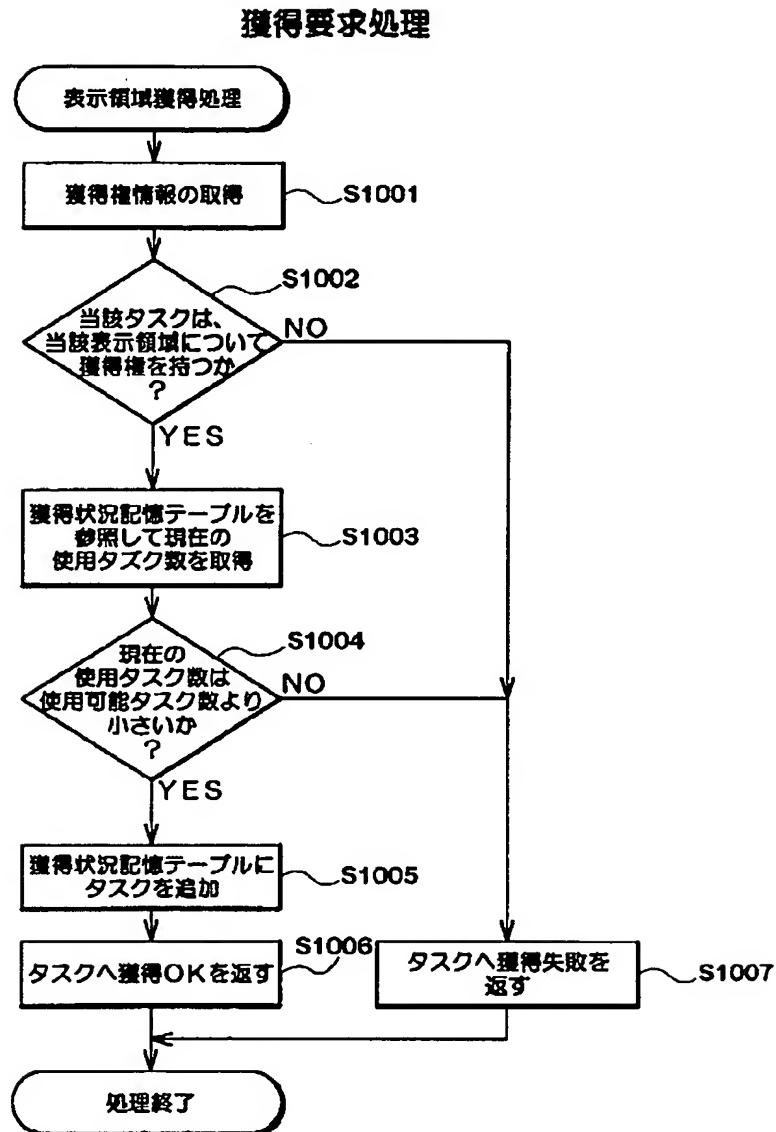 獲得要求処理
表示領域獲得処理
獲得権情報の取得
S1001
S1002
当該タスクは、
当該表示領域について
獲得権を持つか
?
NO
YES
獲得状況記憶テーブルを
参照して現在の
使用タスク数を取得
S1003
S1004
現在の
使用タスク数は
使用可能タスク数より
小さいか
?
NO
YES
獲得状況記憶テーブルに
タスクを追加
S1005
タスクへ獲得OKを返す
S1006
タスクへ獲得失敗を
返す
S1007
処理終了